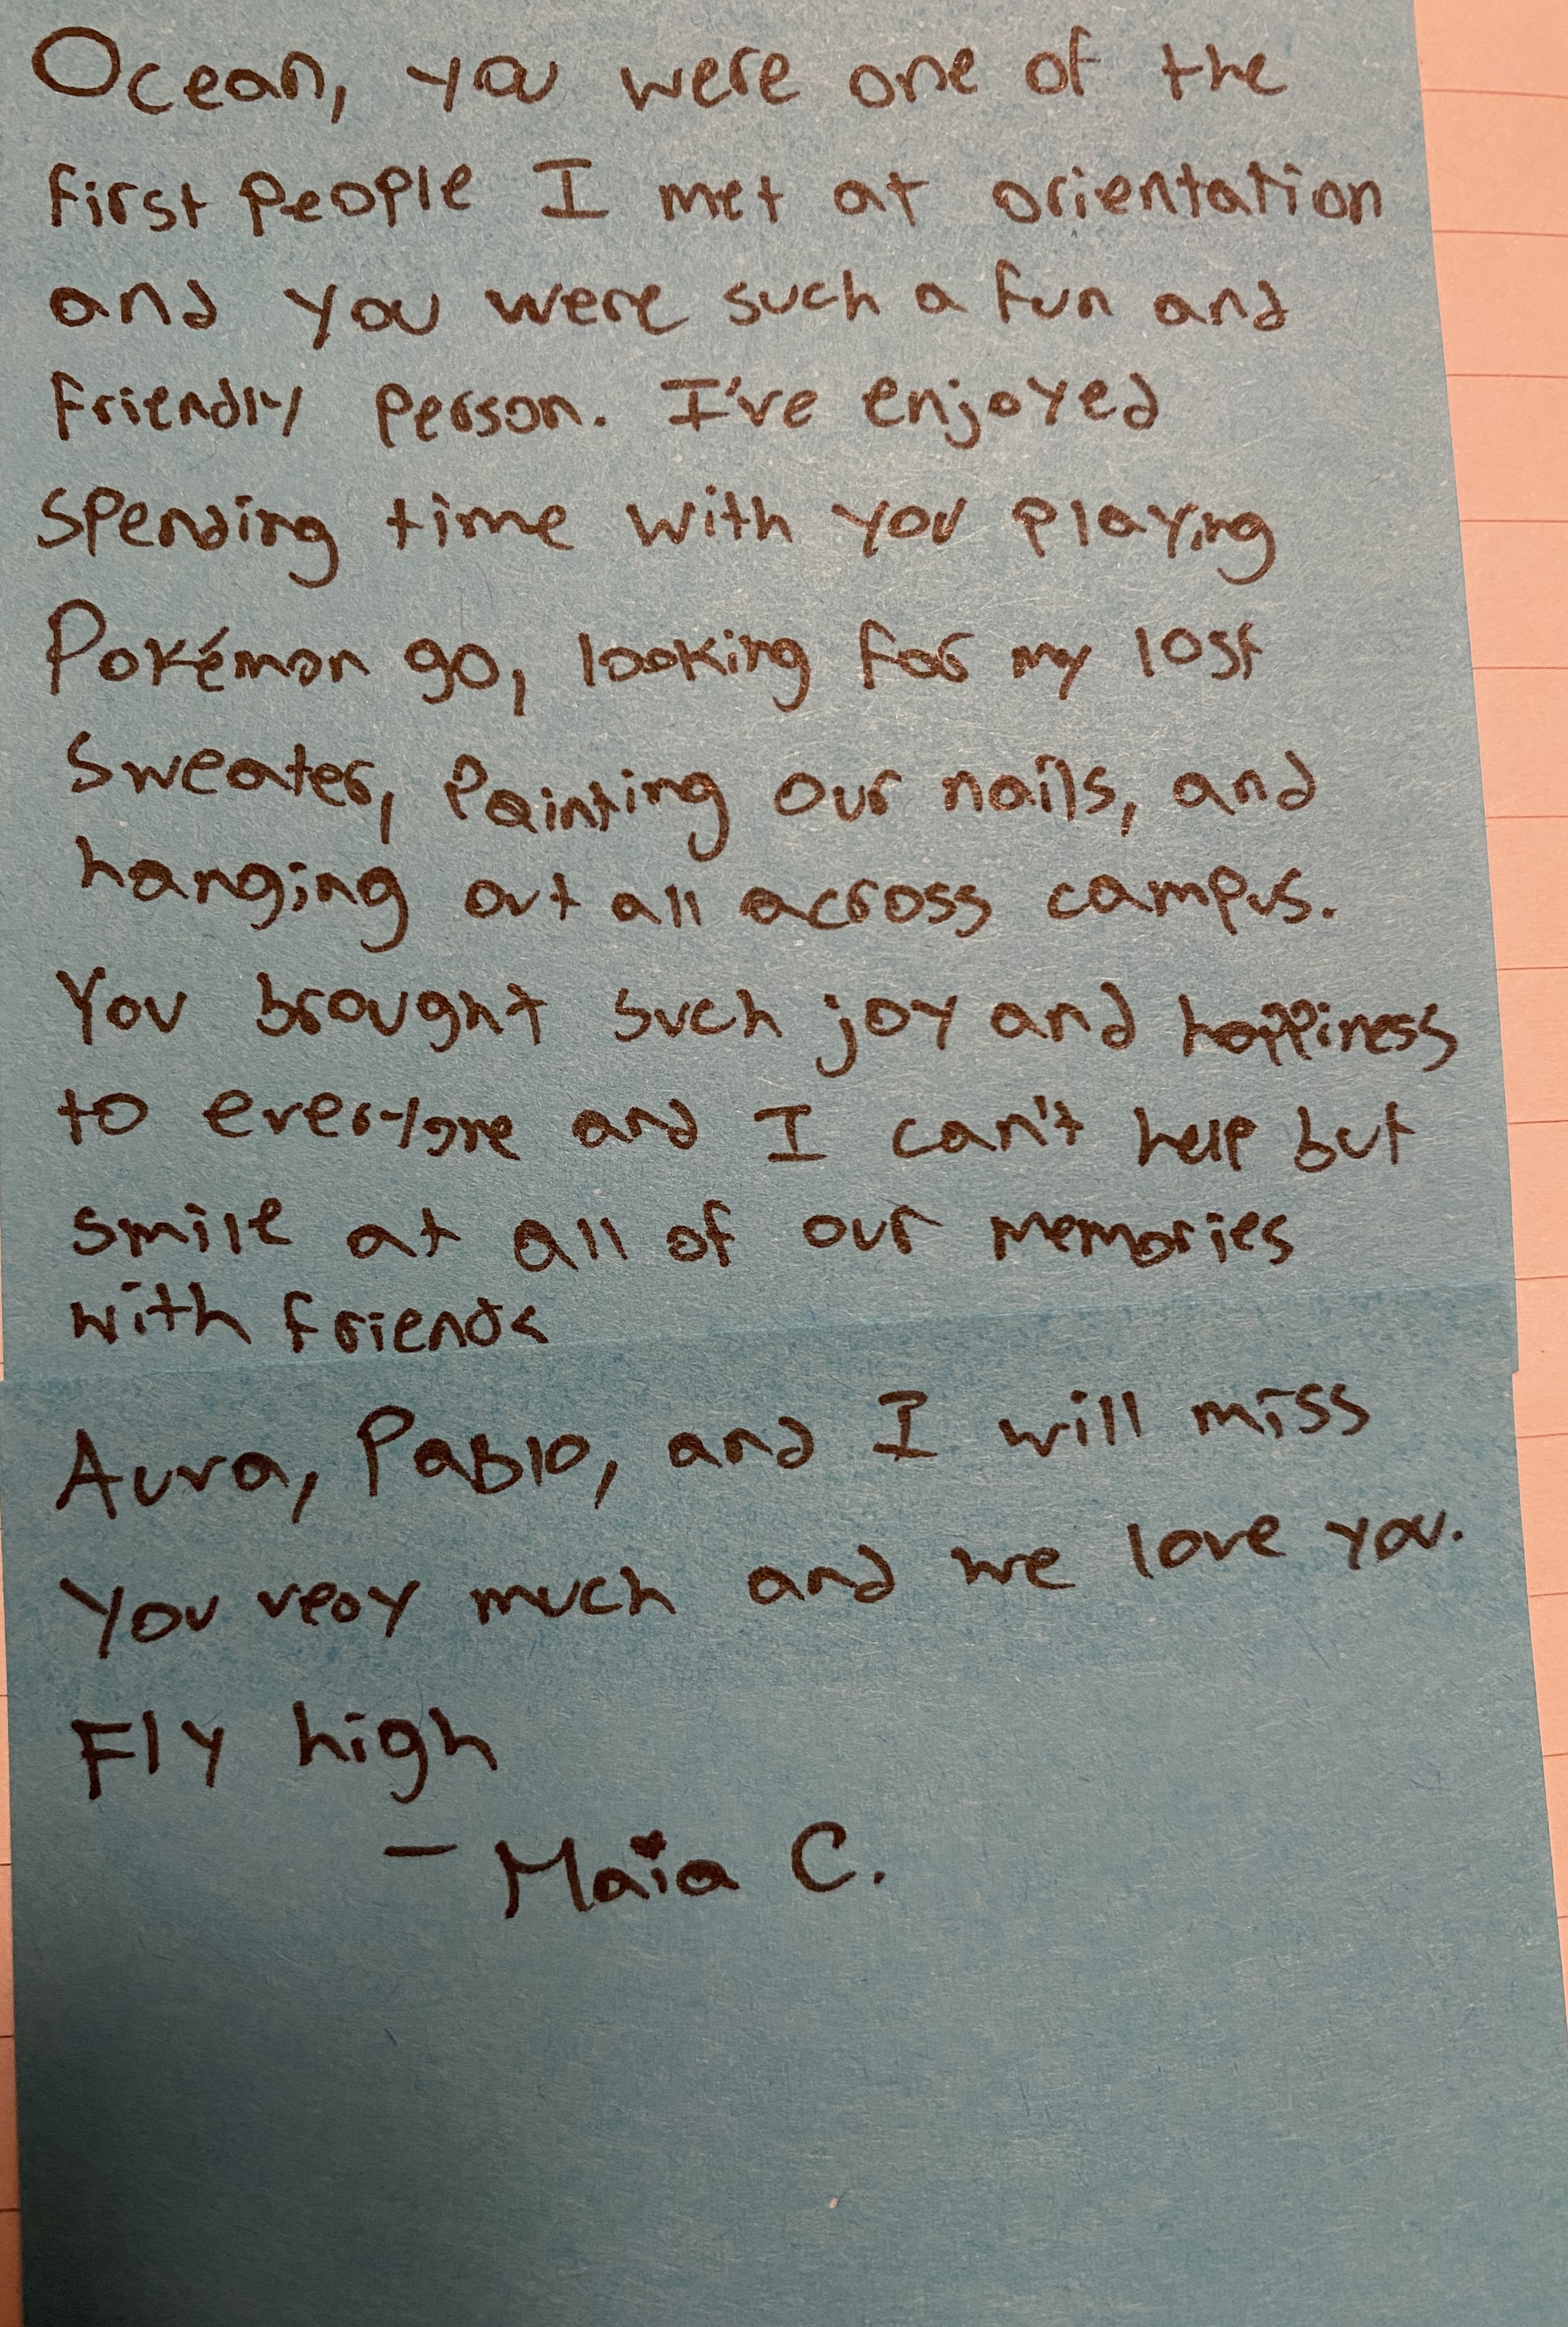 Ocean, you were one of the
first people I met at orientation
and you were such a fun and
friendly person. I've enjoyed
spending time with you playing
Pokémon go, looking for my lost
sweater, painting our nails, and
hanging out all across campus.
You brought such joy and happiness
to everyone and I can't help but
smile at all of our memories
with friends
Aura, Pablo, and I will miss
you very much and we love you.
Fly high
– Maia C.